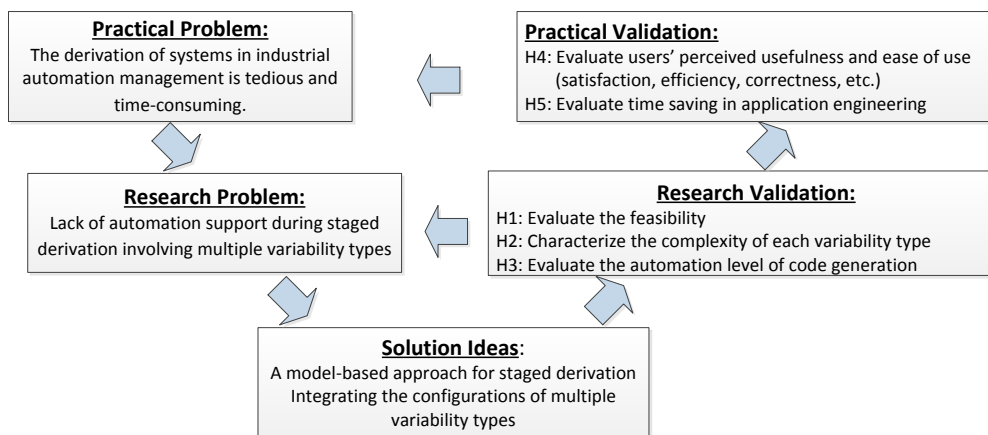 Practical Problem:
The derivation of systems in industrial
automation management is tedious and
time-consuming.
Practical Validation:
H4: Evaluate users' perceived usefulness and ease of use
(satisfaction, efficiency, correctness, etc.)
H5: Evaluate time saving in application engineering
Research Problem:
Lack of automation support during staged
derivation involving multiple variability types
Research Validation:
H1: Evaluate the feasibility
H2: Characterize the complexity of each variability type
H3: Evaluate the automation level of code generation
Solution Ideas:
A model-based approach for staged derivation
Integrating the configurations of multiple
variability types